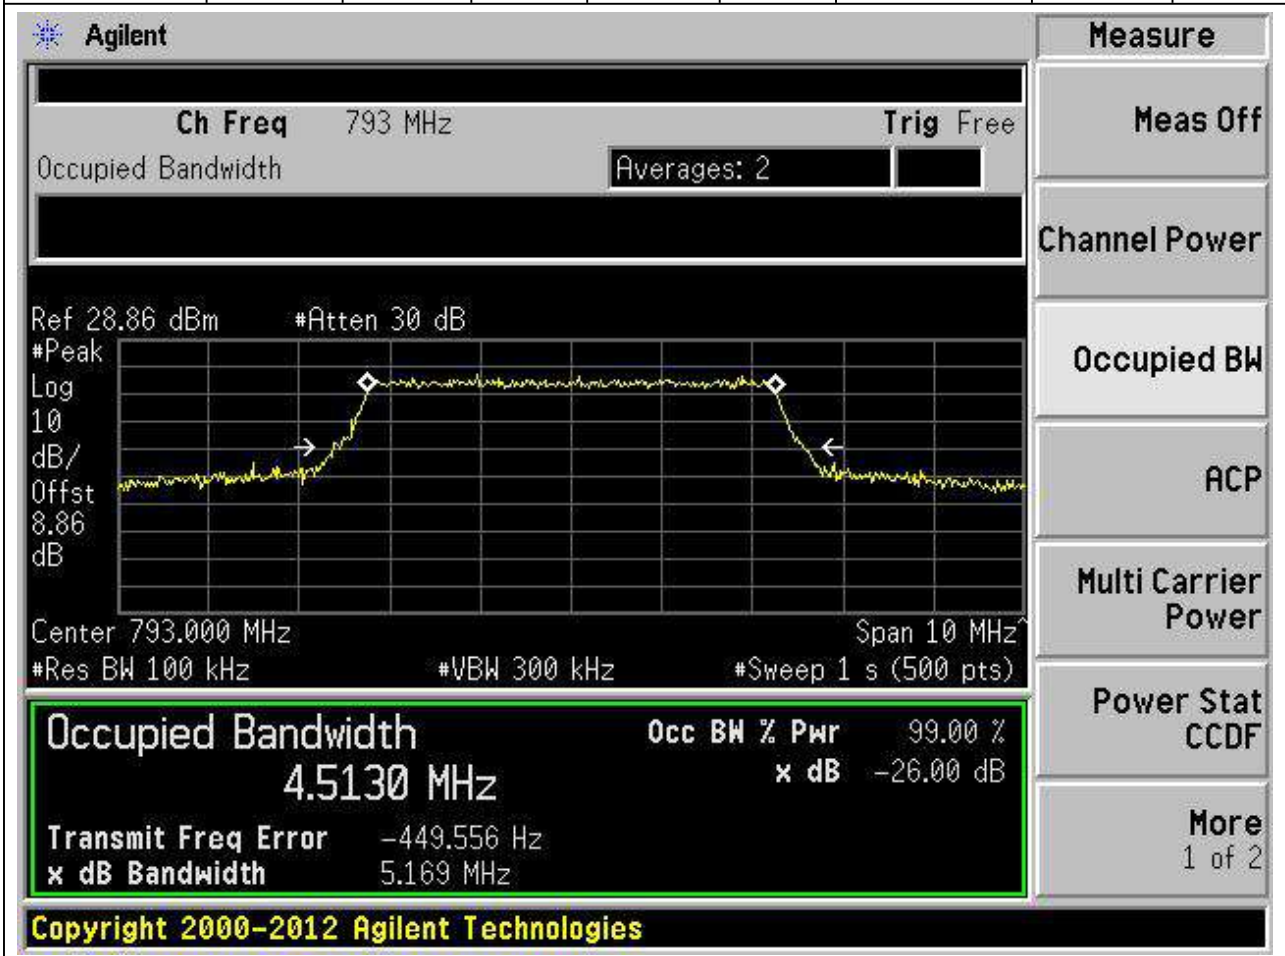 Agilent
Measure
Ch Freq 793 MHz Trig Free
Meas Off
Occupied Bandwidth Averages: 2
Channel Power
Ref 28.86 dBm #Atten 30 dB
#Peak
Log
10
dB/
Offst
8.86
dB
Occupied BW
ACP
Center 793.000 MHz Span 10 MHz^
#Res BW 100 kHz #VBW 300 kHz #Sweep 1 s (500 pts)
Multi Carrier
Power
Occupied Bandwidth Occ BW % Pwr 99.00 %
4.5130 MHz x dB -26.00 dB
Transmit Freq Error -449.556 Hz
x dB Bandwidth 5.169 MHz
Power Stat
CCDF
More
1 of 2
Copyright 2000-2012 Agilent Technologies